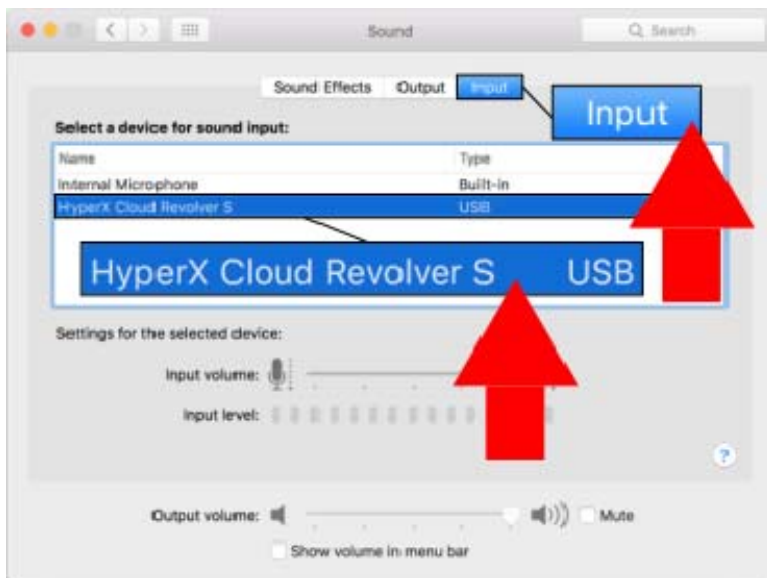 Sound
Search
Sound Effects Output Input
Input
Select a device for sound input:
Name Type
Internal Microphone Built-in
HyperX Cloud Revolver S USB
HyperX Cloud Revolver S USB
Settings for the selected device:
Input volume:
Input level:
?
Output volume: Mute
Show volume in menu bar